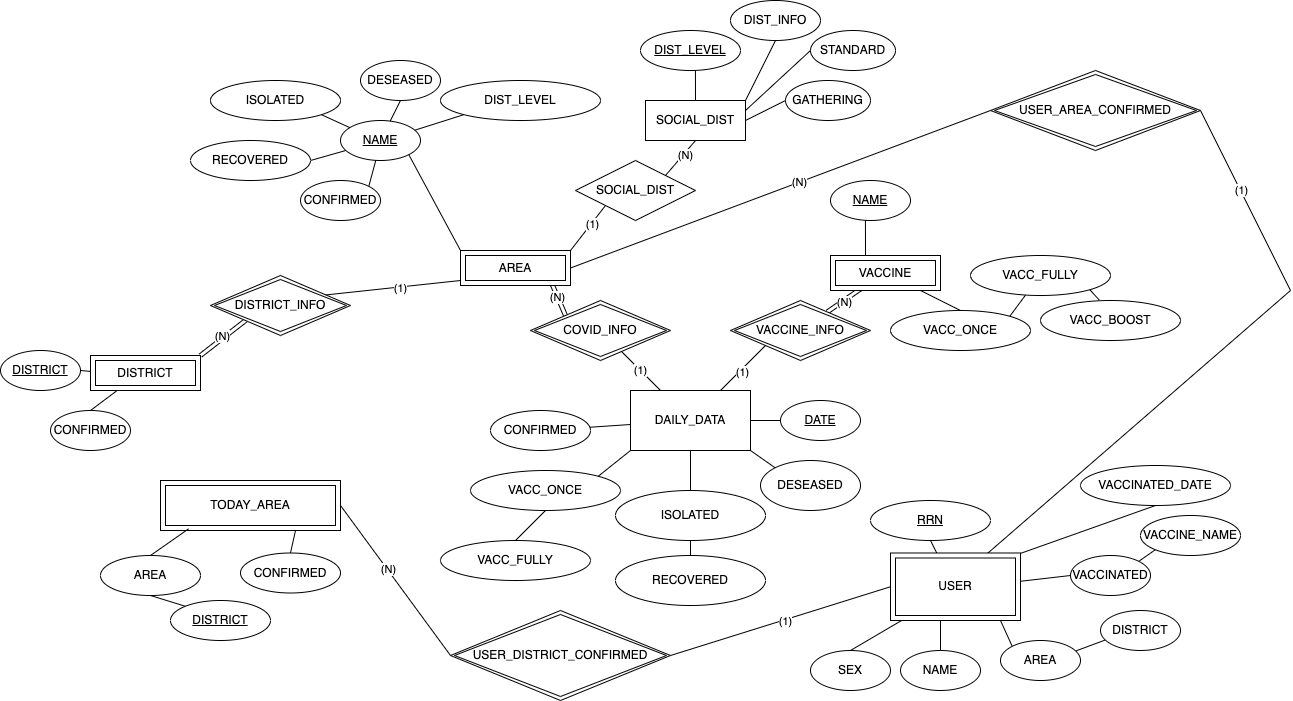 DIST_INFO
DIST_LEVEL
STANDARD
DESEASED
ISOLATED
DIST_LEVEL
GATHERING
SOCIAL_DIST
USER_AREA_CONFIRMED
NAME
RECOVERED
(N)
(N)
(1)
SOCIAL_DIST
CONFIRMED
NAME
(1)
AREA
VACCINE
VACC_FULLY
(1)
(N)
(N)
DISTRICT_INFO
COVID_INFO
VACCINE_INFO
VACC_ONCE
VACC_BOOST
(N)
DISTRICT
DISTRICT
(1)
(1)
CONFIRMED
CONFIRMED
DAILY_DATA
DATE
VACC_ONCE
DESEASED
VACCINATED_DATE
TODAY_AREA
ISOLATED
RRN
VACCINE_NAME
VACC_FULLY
AREA
CONFIRMED
(N)
RECOVERED
USER
VACCINATED
DISTRICT
(1)
DISTRICT
USER_DISTRICT_CONFIRMED
SEX
NAME
AREA